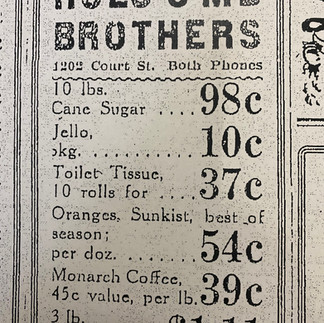 BROTHERS
1202 Court St. Both Phones
10 lbs.
Cane Sugar .... 98c
Jello,
pkg. .......... 10c
Toilet Tissue,
10 rolls for .... 37c
Oranges, Sunkist, best of
season;
per doz. ...... 54c
Monarch Coffee,
45c value, per lb. 39c
3 lb.